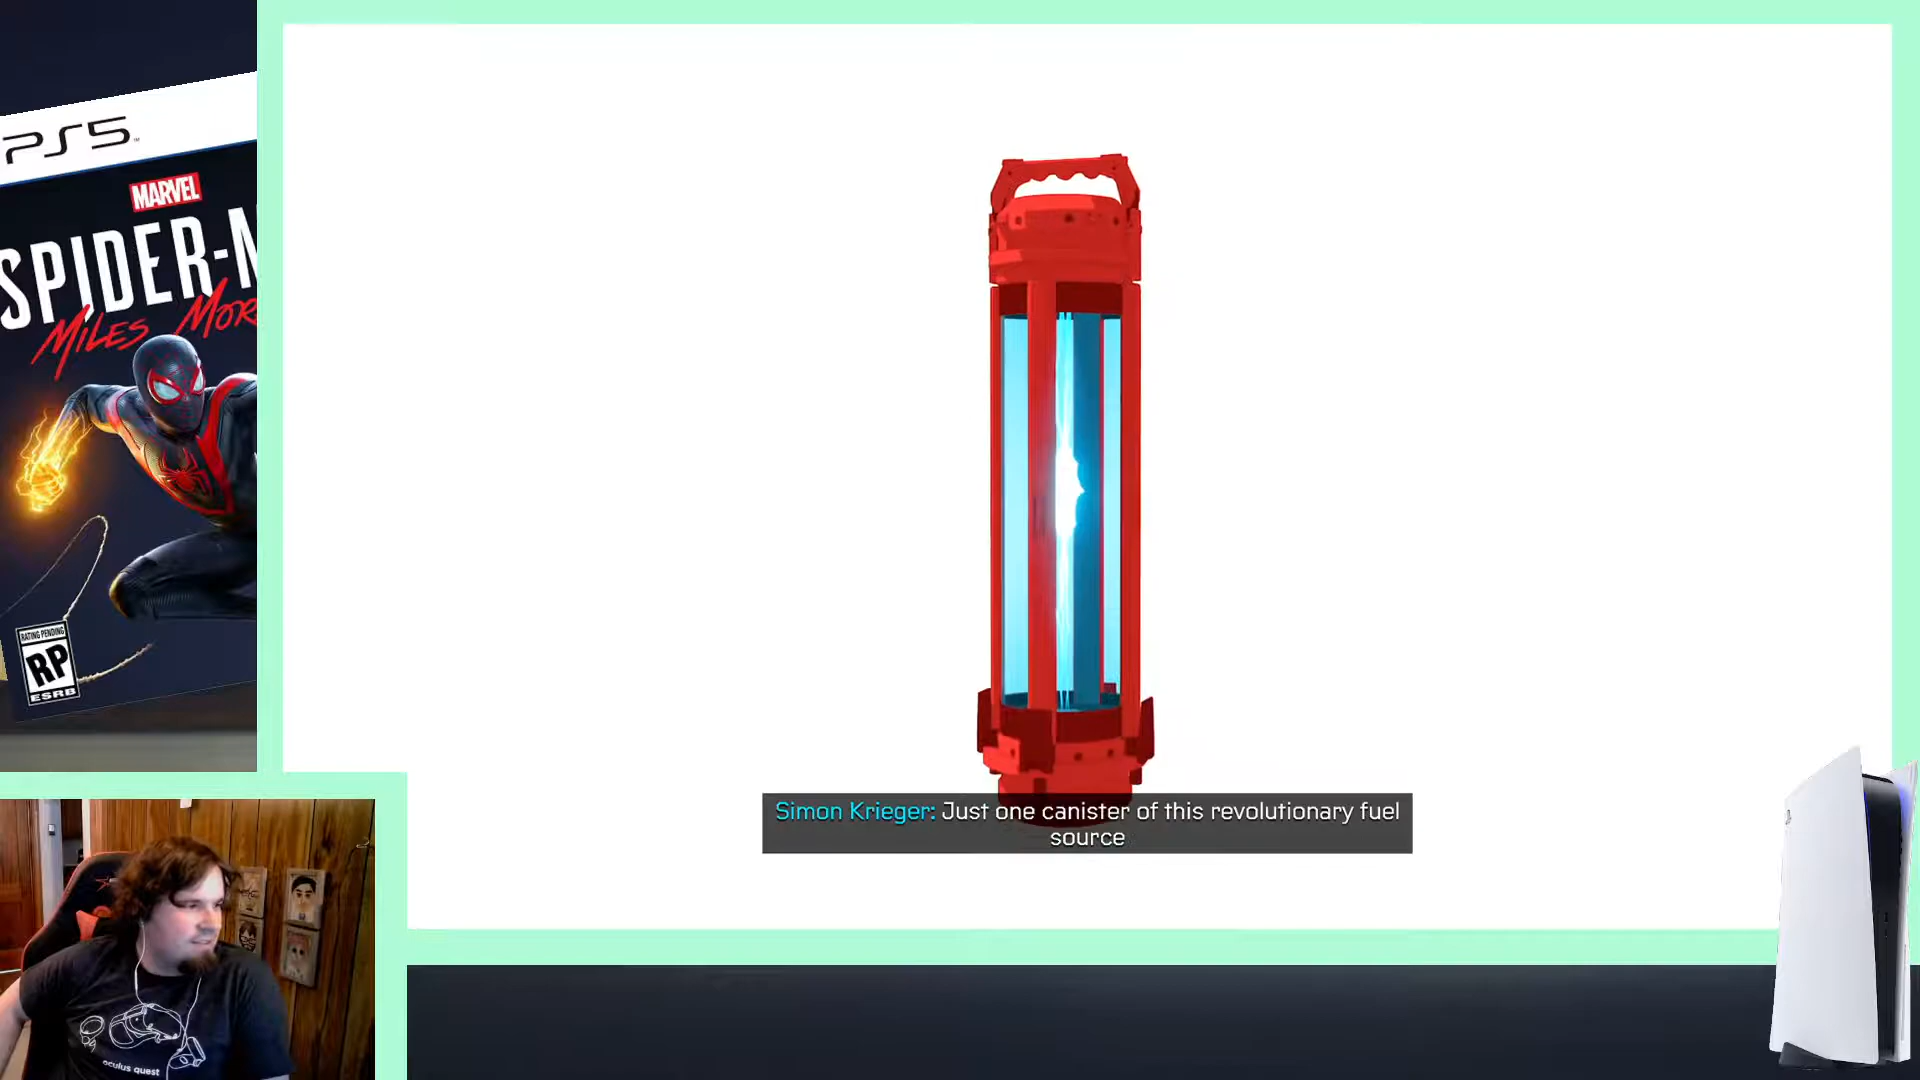 PS5
MARVEL
SPIDER-M
MILES MOR
RATING PENDING
RP
ESRB
Simon Krieger: Just one canister of this revolutionary fuel
source
oculus quest